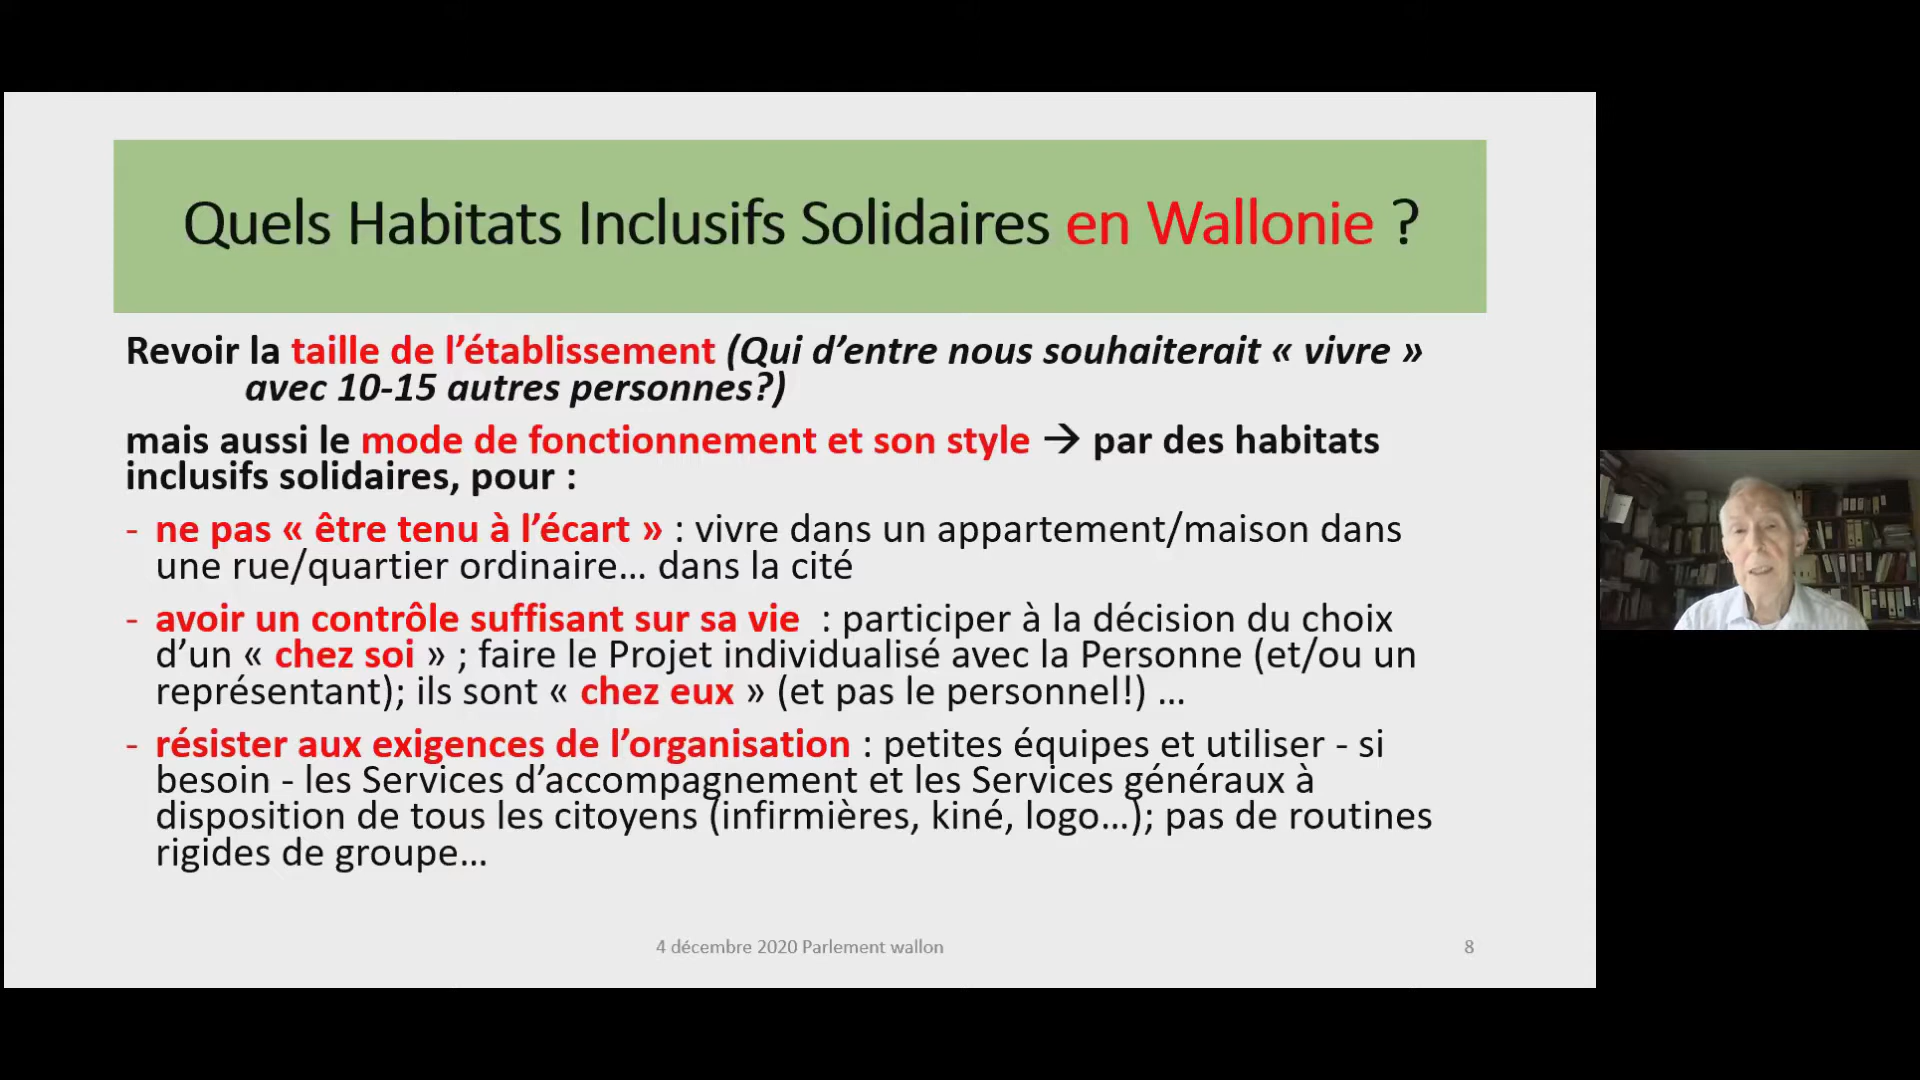 Quels Habitats Inclusifs Solidaires en Wallonie ?
Revoir la taille de l’établissement (Qui d’entre nous souhaiterait « vivre »
avec 10-15 autres personnes?)
mais aussi le mode de fonctionnement et son style → par des habitats
inclusifs solidaires, pour :
- ne pas « être tenu à l’écart » : vivre dans un appartement/maison dans
une rue/quartier ordinaire… dans la cité
- avoir un contrôle suffisant sur sa vie : participer à la décision du choix
d’un « chez soi » ; faire le Projet individualisé avec la Personne (et/ou un
représentant); ils sont « chez eux » (et pas le personnel!) …
- résister aux exigences de l’organisation : petites équipes et utiliser - si
besoin - les Services d’accompagnement et les Services généraux à
disposition de tous les citoyens (infirmières, kiné, logo…); pas de routines
rigides de groupe…
4 décembre 2020 Parlement wallon
8